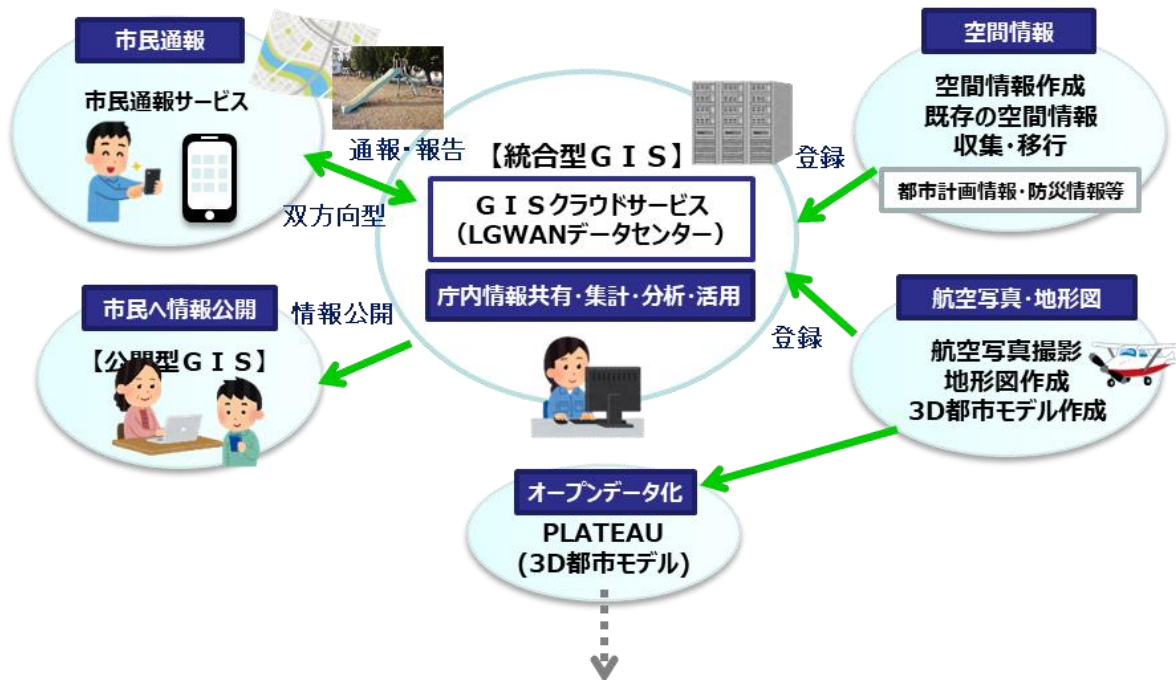 市民通報
市民通報サービス
通報・報告
双方向型
市民へ情報公開
【公開型ＧＩＳ】
情報公開
【統合型ＧＩＳ】
ＧＩＳクラウドサービス
（LGWANデータセンター）
庁内情報共有・集計・分析・活用
空間情報
空間情報作成
既存の空間情報
収集・移行
都市計画情報・防災情報等
登録
航空写真・地形図
航空写真撮影
地形図作成
3D都市モデル作成
登録
オープンデータ化
PLATEAU
(3D都市モデル)